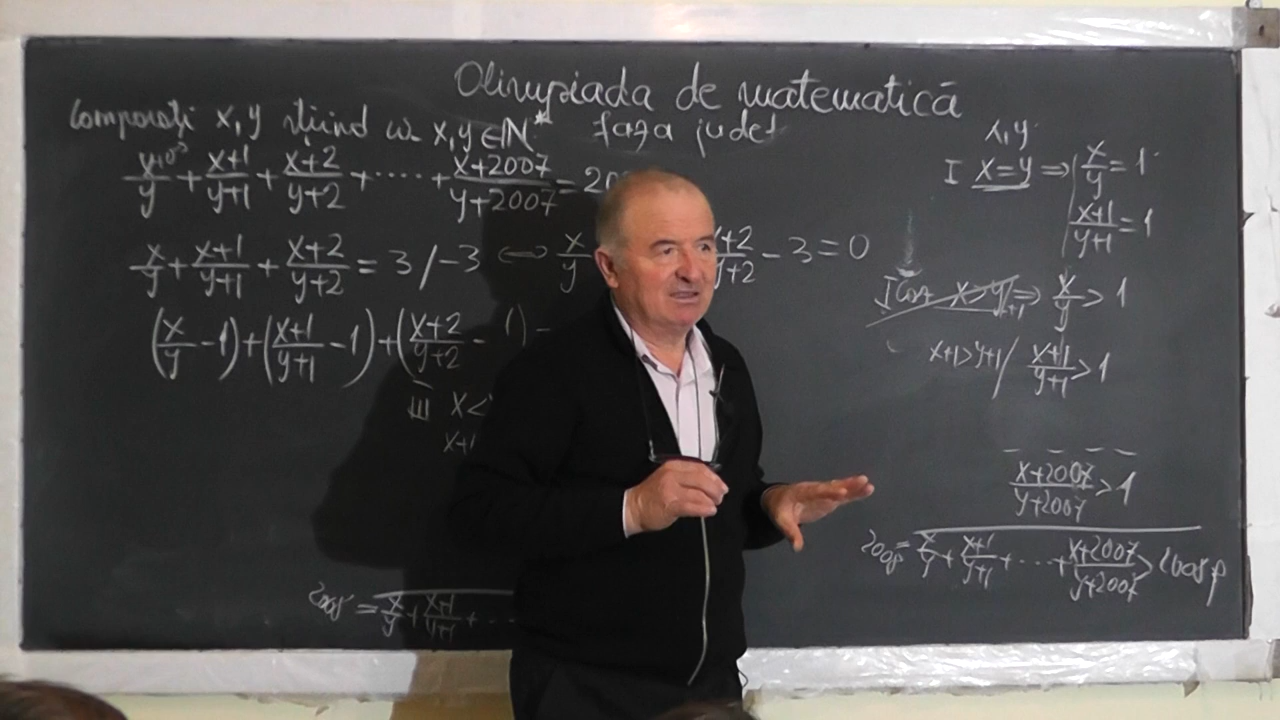 Olimpiada de matematică
Comparați x, y știind că x, y ∈ ℕ* faza județ
x+0/y + x+1/y+1 + x+2/y+2 + ..... + x+2007/y+2007 = 20
x/y + x+1/y+1 + x+2/y+2 = 3 /-3 ⟺ x/y +2/+2 - 3 = 0
(x/y - 1) + (x+1/y+1 - 1) + (x+2/y+2 - 1) =
III x<
x+1
2008 = x/y + x+1/y+1 + ...
x, y
I x=y ⇒ x/y = 1
x+1/y+1 = 1
x>y ⇒ x/y > 1
x+1>y+1 / x+1/y+1 > 1
- - - -
x+2007/y+2007 > 1
2008 = x/y + x+1/y+1 + ... + x+2007/y+2007 > 2008